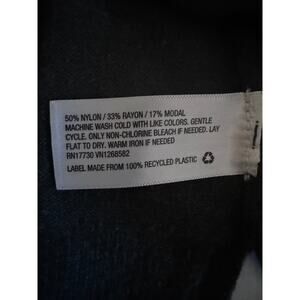 50% NYLON / 33% RAYON / 17% MODAL
MACHINE WASH COLD WITH LIKE COLORS. GENTLE
CYCLE. ONLY NON-CHLORINE BLEACH IF NEEDED. LAY
FLAT TO DRY. WARM IRON IF NEEDED.
RN17730 VN1268582
LABEL MADE FROM 100% RECYCLED PLASTIC